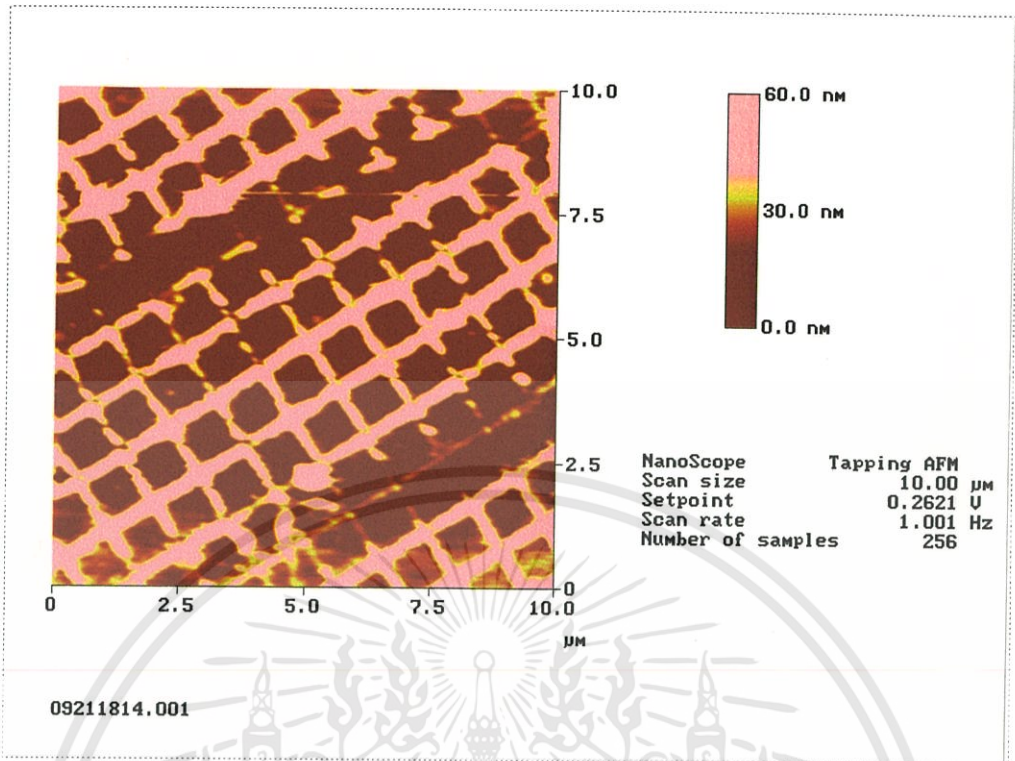 10.0
7.5
5.0
2.5
0
0 2.5 5.0 7.5 10.0
µM
60.0 nM
30.0 nM
0.0 nM
NanoScope Tapping AFM
Scan size 10.00 µM
Setpoint 0.2621 V
Scan rate 1.001 Hz
Number of samples 256
09211814.001